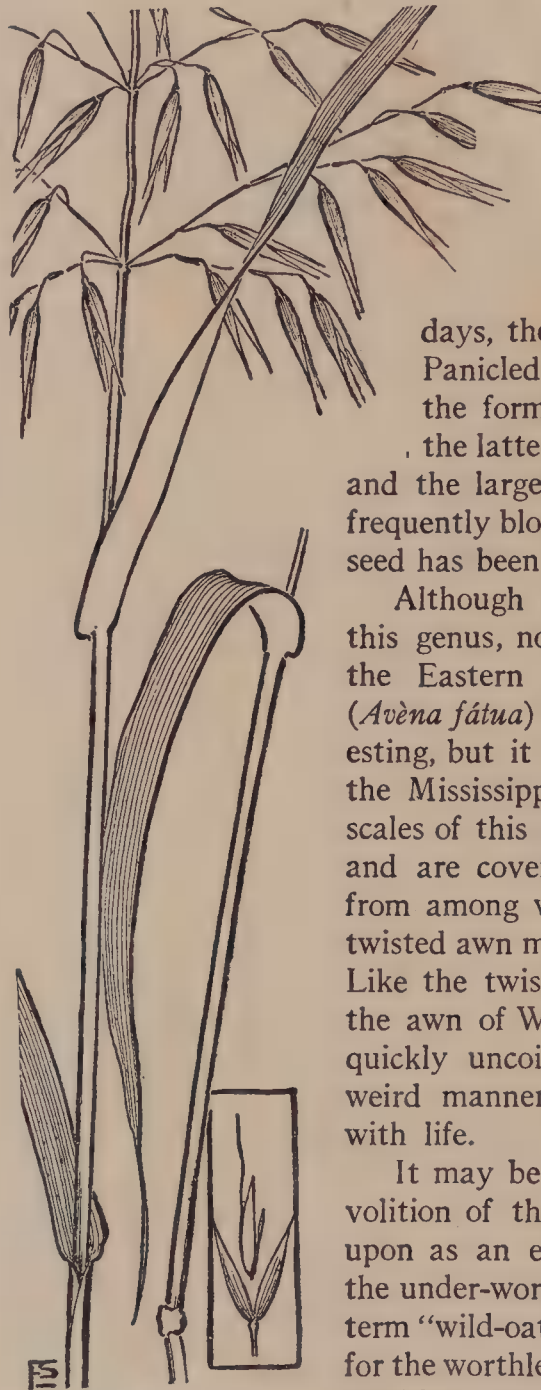 days, the
Panicled
the form
the latte
and the large
frequently blo
seed has been
Although
this genus, no
the Eastern
(Avèna fátua)
esting, but it
the Mississipp
scales of this
and are cove
from among v
twisted awn m
Like the twis
the awn of W
quickly uncoi
weird manner
with life.
It may be
volition of th
upon as an e
the under-wor
term “wild-oat
for the worthle